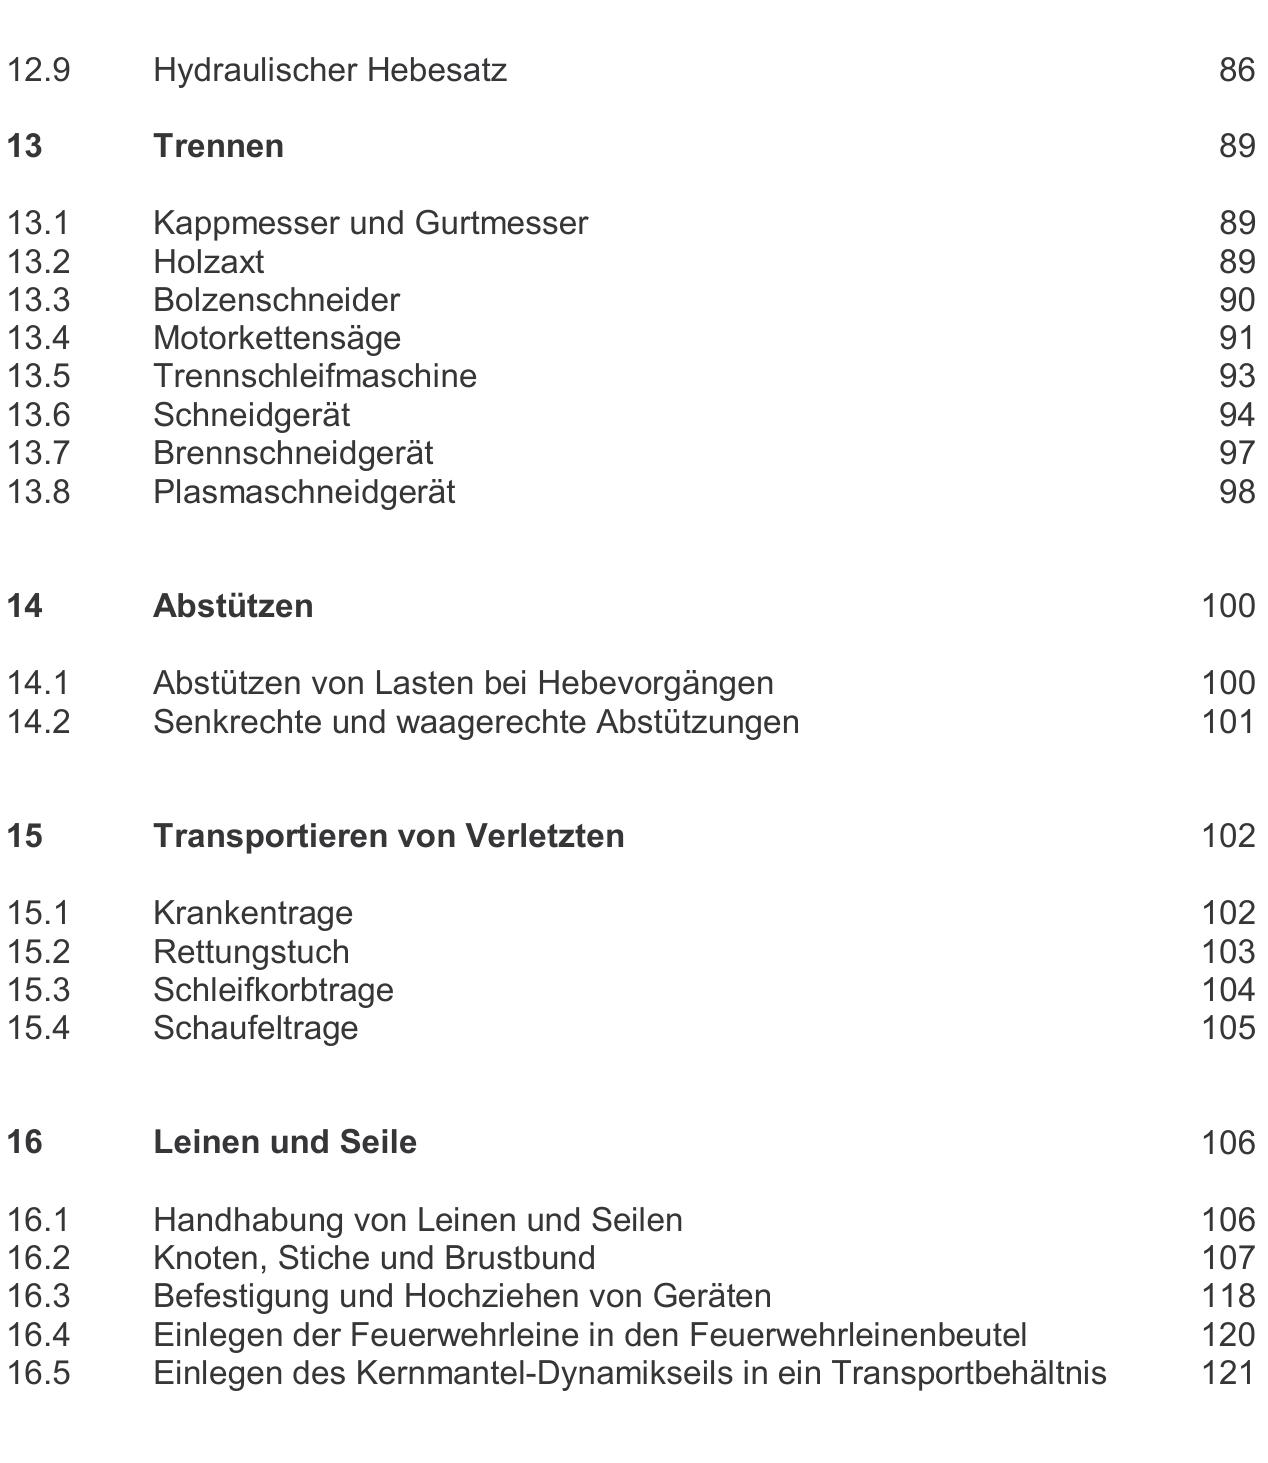 12.9 Hydraulischer Hebesatz 86
13 Trennen 89
13.1 Kappmesser und Gurtmesser 89
13.2 Holzaxt 89
13.3 Bolzenschneider 90
13.4 Motorkettensäge 91
13.5 Trennschleifmaschine 93
13.6 Schneidgerät 94
13.7 Brennschneidgerät 97
13.8 Plasmaschneidgerät 98
14 Abstützen 100
14.1 Abstützen von Lasten bei Hebevorgängen 100
14.2 Senkrechte und waagerechte Abstützungen 101
15 Transportieren von Verletzten 102
15.1 Krankentrage 102
15.2 Rettungstuch 103
15.3 Schleifkorbtrage 104
15.4 Schaufeltrage 105
16 Leinen und Seile 106
16.1 Handhabung von Leinen und Seilen 106
16.2 Knoten, Stiche und Brustbund 107
16.3 Befestigung und Hochziehen von Geräten 118
16.4 Einlegen der Feuerwehrleine in den Feuerwehrleinenbeutel 120
16.5 Einlegen des Kernmantel-Dynamikseils in ein Transportbehältnis 121